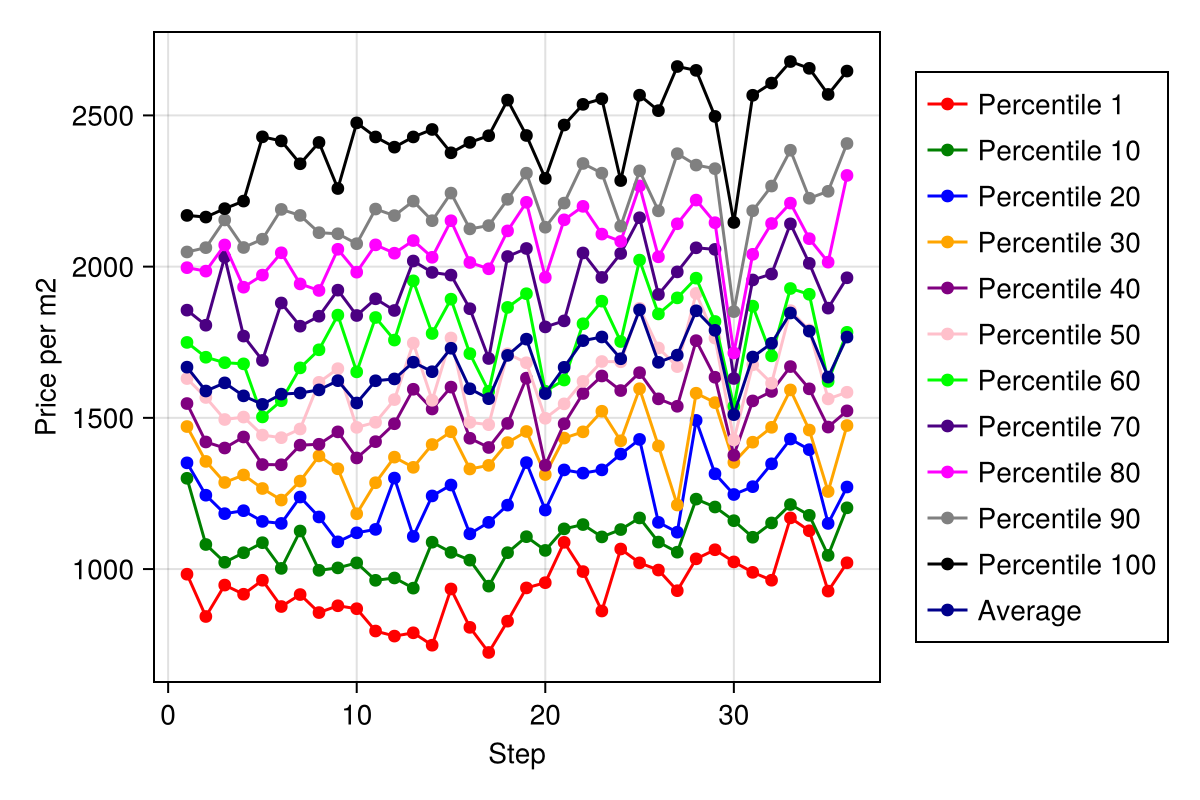 2500
2000
1500
1000
Price per m2
0 10 20 30
Step
Percentile 1
Percentile 10
Percentile 20
Percentile 30
Percentile 40
Percentile 50
Percentile 60
Percentile 70
Percentile 80
Percentile 90
Percentile 100
Average